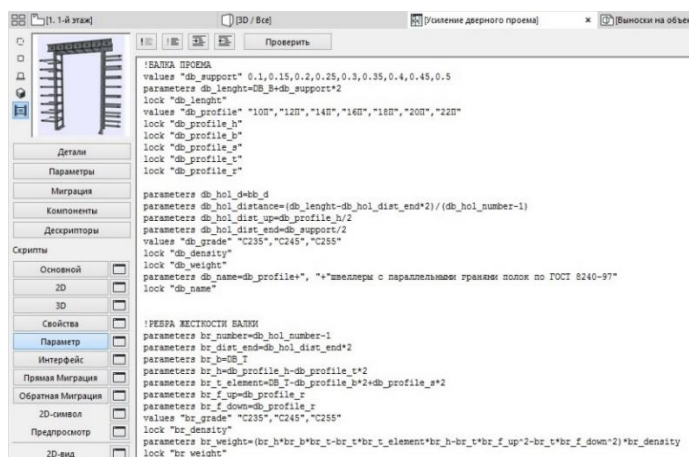 [1. 1-й этаж]
[3D / Все]
[Усиление дверного проема]
[Выноски на объе
Проверить
Детали
Параметры
Миграция
Компоненты
Дескрипторы
Скрипты
Основной
2D
3D
Свойства
Параметр
Интерфейс
Прямая Миграция
Обратная Миграция
2D-символ
Предпросмотр
2D-вид
!БАЛКА ПРОЕМА
values "db_support" 0.1,0.15,0.2,0.25,0.3,0.35,0.4,0.45,0.5
parameters db_lenght=DB_B+db_support*2
lock "db_lenght"
values "db_profile" "10П","12П","14П","16П","18П","20П","22П"
lock "db_profile_h"
lock "db_profile_b"
lock "db_profile_s"
lock "db_profile_t"
lock "db_profile_r"
parameters db_hol_d=bb_d
parameters db_hol_distance=(db_lenght-db_hol_dist_end*2)/(db_hol_number-1)
parameters db_hol_dist_up=db_profile_h/2
parameters db_hol_dist_end=db_support/2
values "db_grade" "C235","C245","C255"
lock "db_density"
lock "db_weight"
parameters db_name=db_profile+", "+"швеллеры с параллельными гранями полок по ГОСТ 8240-97"
lock "db_name"
!РЕБРА ЖЕСТКОСТИ БАЛКИ
parameters br_number=db_hol_number-1
parameters br_dist_end=db_hol_dist_end*2
parameters br_b=DB_T
parameters br_h=db_profile_h-db_profile_t*2
parameters br_t_element=DB_T-db_profile_b*2+db_profile_s*2
parameters br_f_up=db_profile_r
parameters br_f_down=db_profile_r
values "br_grade" "C235","C245","C255"
lock "br_density"
parameters br_weight=(br_h*br_b*br_t-br_t*br_t_element*br_h-br_t*br_f_up^2-br_t*br_f_down^2)*br_density
lock "br_weight"